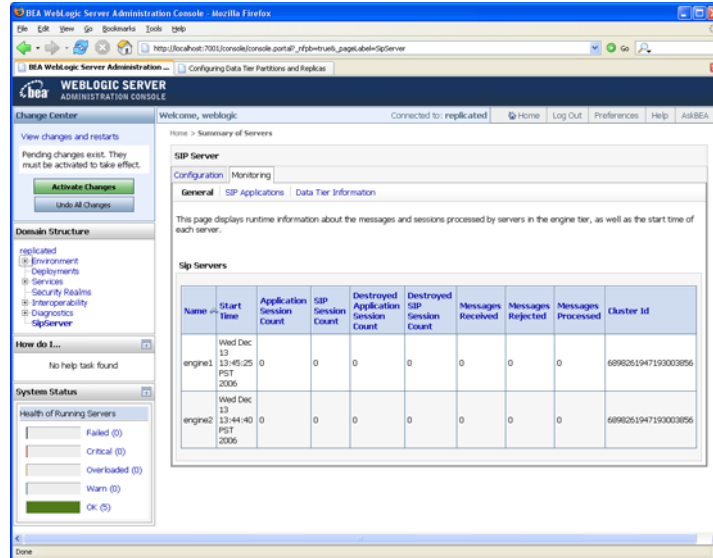 BEA WebLogic Server Administration Console - Mozilla Firefox
File Edit View Go Bookmarks Tools Help
http://localhost:7001/console/console.portal?_nfpb=true&_pageLabel=SipServer
Go
BEA WebLogic Server Administration ...
Configuring Data Tier Partitions and Replicas
bea WEBLOGIC SERVER
ADMINISTRATION CONSOLE
Change Center
View changes and restarts
Pending changes exist. They
must be activated to take effect.
Activate Changes
Undo All Changes
Domain Structure
replicated
Environment
Deployments
Services
Security Realms
Interoperability
Diagnostics
SipServer
How do I...
No help task found
System Status
Health of Running Servers
Failed (0)
Critical (0)
Overloaded (0)
Warn (0)
OK (5)
Welcome, weblogic
Connected to: replicated
Home Log Out Preferences Help AskBEA
Home > Summary of Servers
SIP Server
Configuration Monitoring
General SIP Applications Data Tier Information
This page displays runtime information about the messages and sessions processed by servers in the engine tier, as well as the start time of
each server.
Sip Servers
Name Start Time Application Session Count SIP Session Count Destroyed Application Session Count Destroyed SIP Session Count Messages Received Messages Rejected Messages Processed Cluster Id
engine1 Wed Dec 13 13:45:25 PST 2006 0 0 0 0 0 0 0 6898261947193003856
engine2 Wed Dec 13 13:44:40 PST 2006 0 0 0 0 0 0 0 6898261947193003856
Done